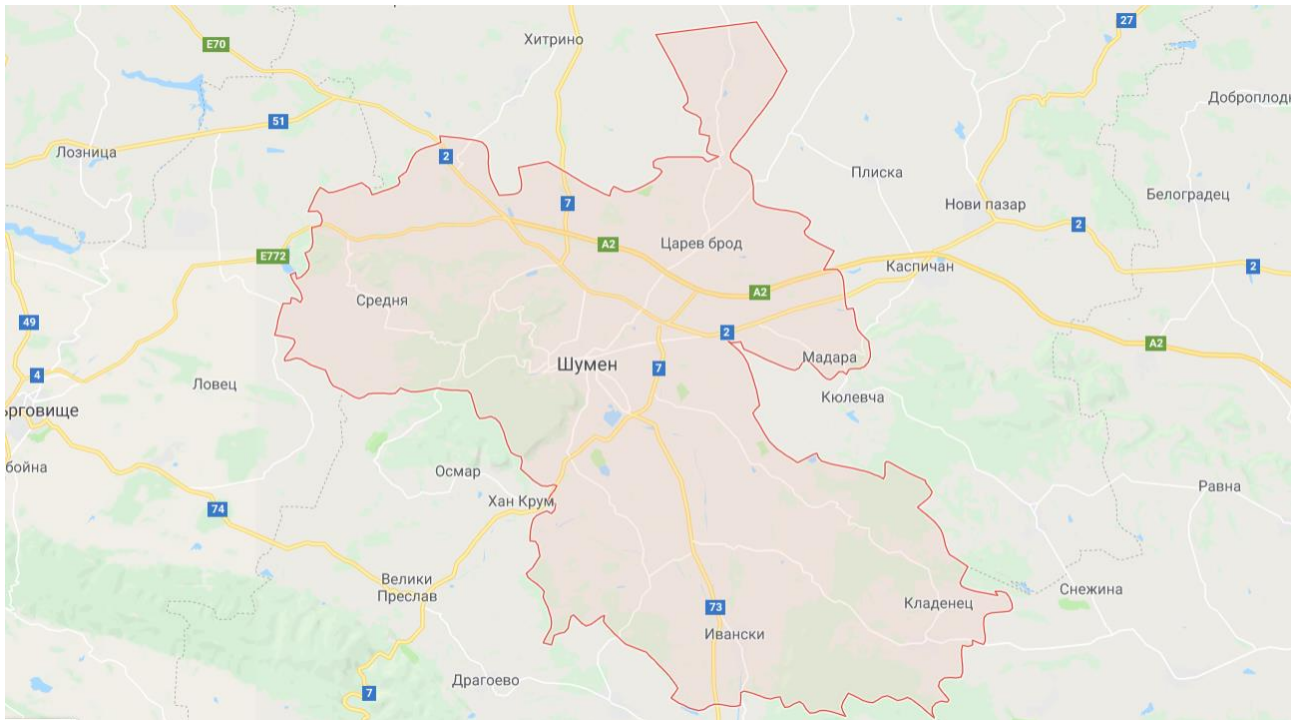 27
Хитрино
E70
Доброплодн
51
Лозница
2
Плиска
Белоградец
Нови пазар
7
2
Царев брод
A2
E772
Каспичан
2
A2
Средня
49
2
A2
Мадара
Шумен
7
4
Ловец
Кюлевча
ърговище
бойна
Осмар
Равна
Хан Крум
74
Велики
Преслав
Снежина
Кладенец
73
Ивански
Драгоево
7